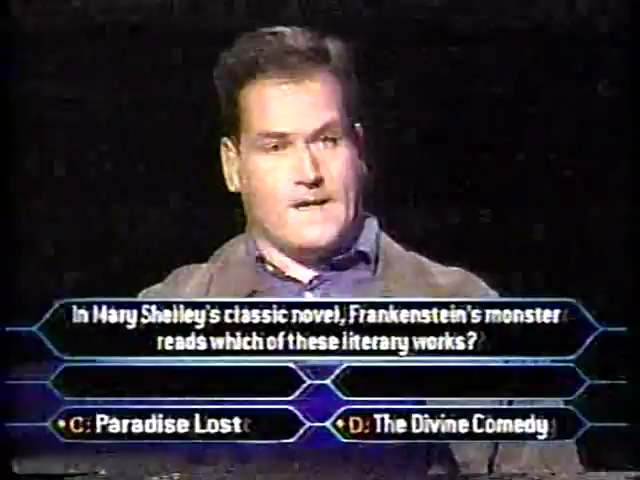 In Mary Shelley's classic novel, Frankenstein's monster
reads which of these literary works?
C: Paradise Lost
D: The Divine Comedy